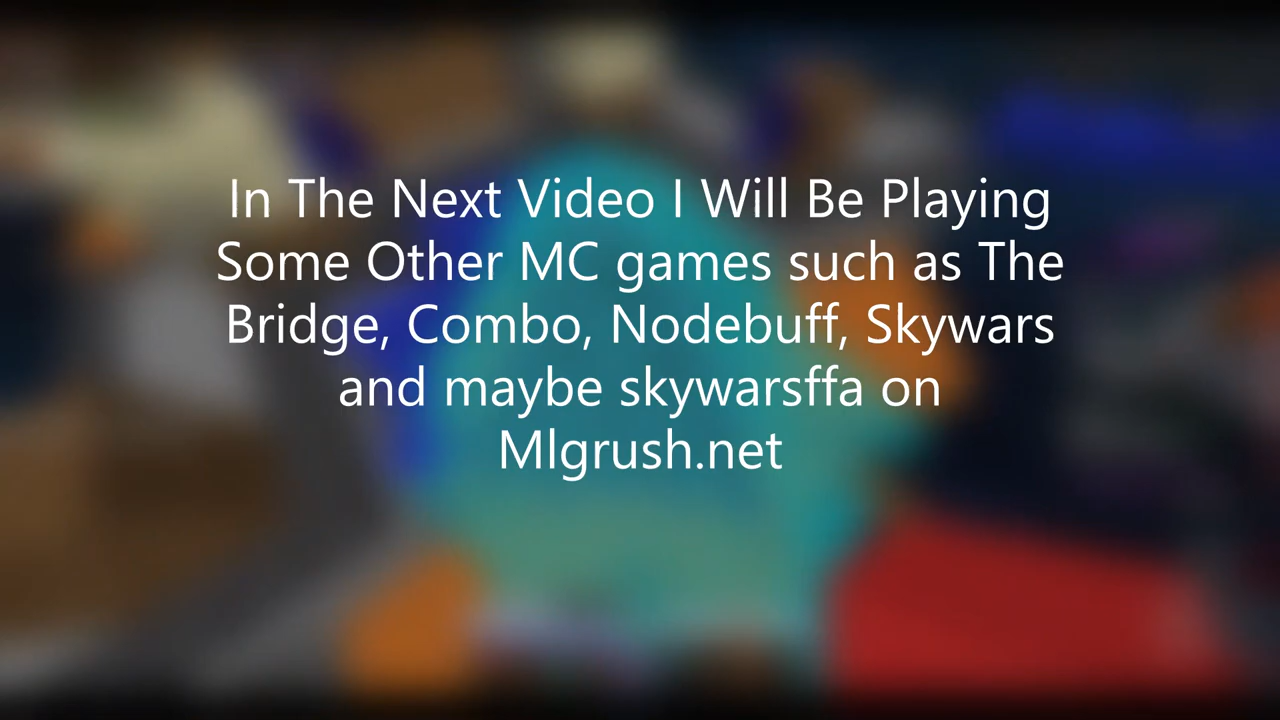 In The Next Video I Will Be Playing
Some Other MC games such as The
Bridge, Combo, Nodebuff, Skywars
and maybe skywarsffa on
Mlgrush.net